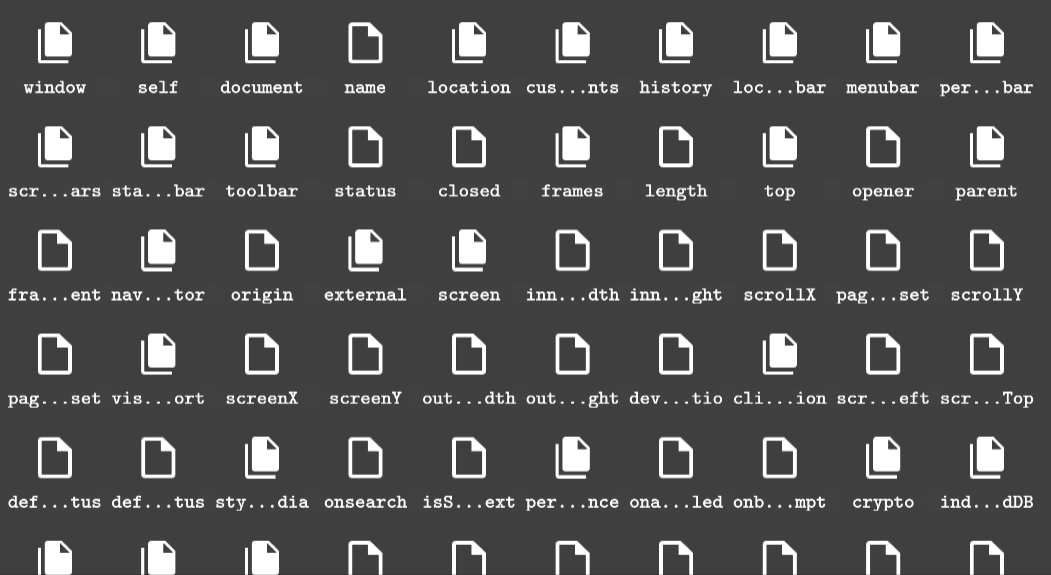 window self document name location cus...nts history loc...bar menubar per...bar
scr...ars sta...bar toolbar status closed frames length top opener parent
fra...ent nav...tor origin external screen inn...dth inn...ght scrollX pag...set scrollY
pag...set vis...ort screenX screenY out...dth out...ght dev...tio cli...ion scr...eft scr...Top
def...tus def...tus sty...dia onsearch isS...ext per...nce ona...led onb...mpt crypto ind...dDB